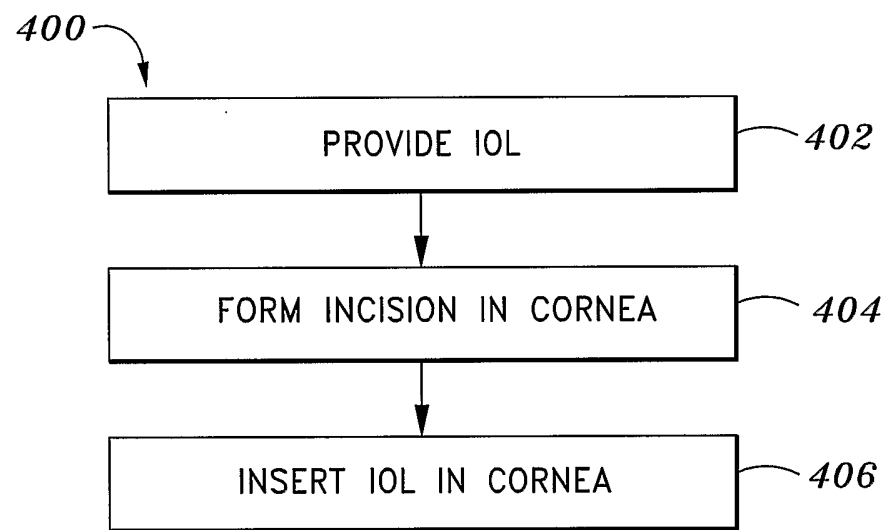 400
PROVIDE IOL
402
FORM INCISION IN CORNEA
404
INSERT IOL IN CORNEA
406